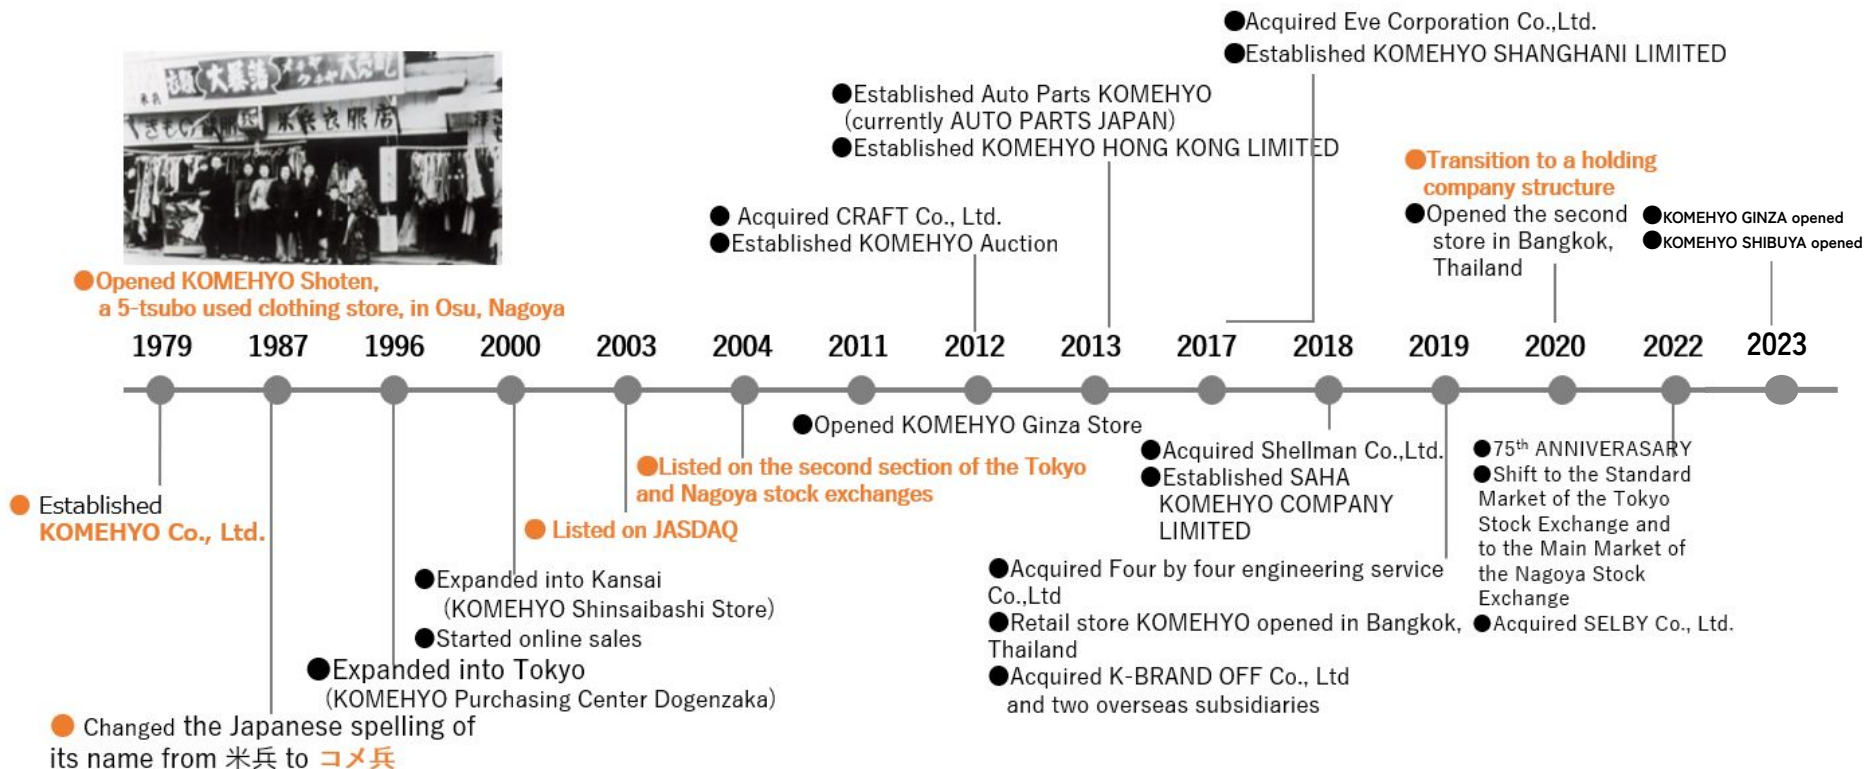 ●Acquired Eve Corporation Co.,Ltd.
●Established KOMEHYO SHANGHANI LIMITED
●Established Auto Parts KOMEHYO
(currently AUTO PARTS JAPAN)
●Established KOMEHYO HONG KONG LIMITED
●Transition to a holding
company structure
●Opened the second
store in Bangkok,
Thailand
●KOMEHYO GINZA opened
●KOMEHYO SHIBUYA opened
● Acquired CRAFT Co., Ltd.
●Established KOMEHYO Auction
米兵衣服店
●Opened KOMEHYO Shoten,
a 5-tsubo used clothing store, in Osu, Nagoya
1979 1987 1996 2000 2003 2004 2011 2012 2013 2017 2018 2019 2020 2022 2023
●Opened KOMEHYO Ginza Store
● Established
KOMEHYO Co., Ltd.
●Listed on the second section of the Tokyo
and Nagoya stock exchanges
● Listed on JASDAQ
●Expanded into Kansai
(KOMEHYO Shinsaibashi Store)
●Started online sales
●Expanded into Tokyo
(KOMEHYO Purchasing Center Dogenzaka)
● Changed the Japanese spelling of
its name from 米兵 to コメ兵
●Acquired Shellman Co.,Ltd.
●Established SAHA
KOMEHYO COMPANY
LIMITED
●Acquired Four by four engineering service
Co.,Ltd
●Retail store KOMEHYO opened in Bangkok,
Thailand
●Acquired K-BRAND OFF Co., Ltd
and two overseas subsidiaries
●75th ANNIVERASARY
●Shift to the Standard
Market of the Tokyo
Stock Exchange and
to the Main Market of
the Nagoya Stock
Exchange
●Acquired SELBY Co., Ltd.